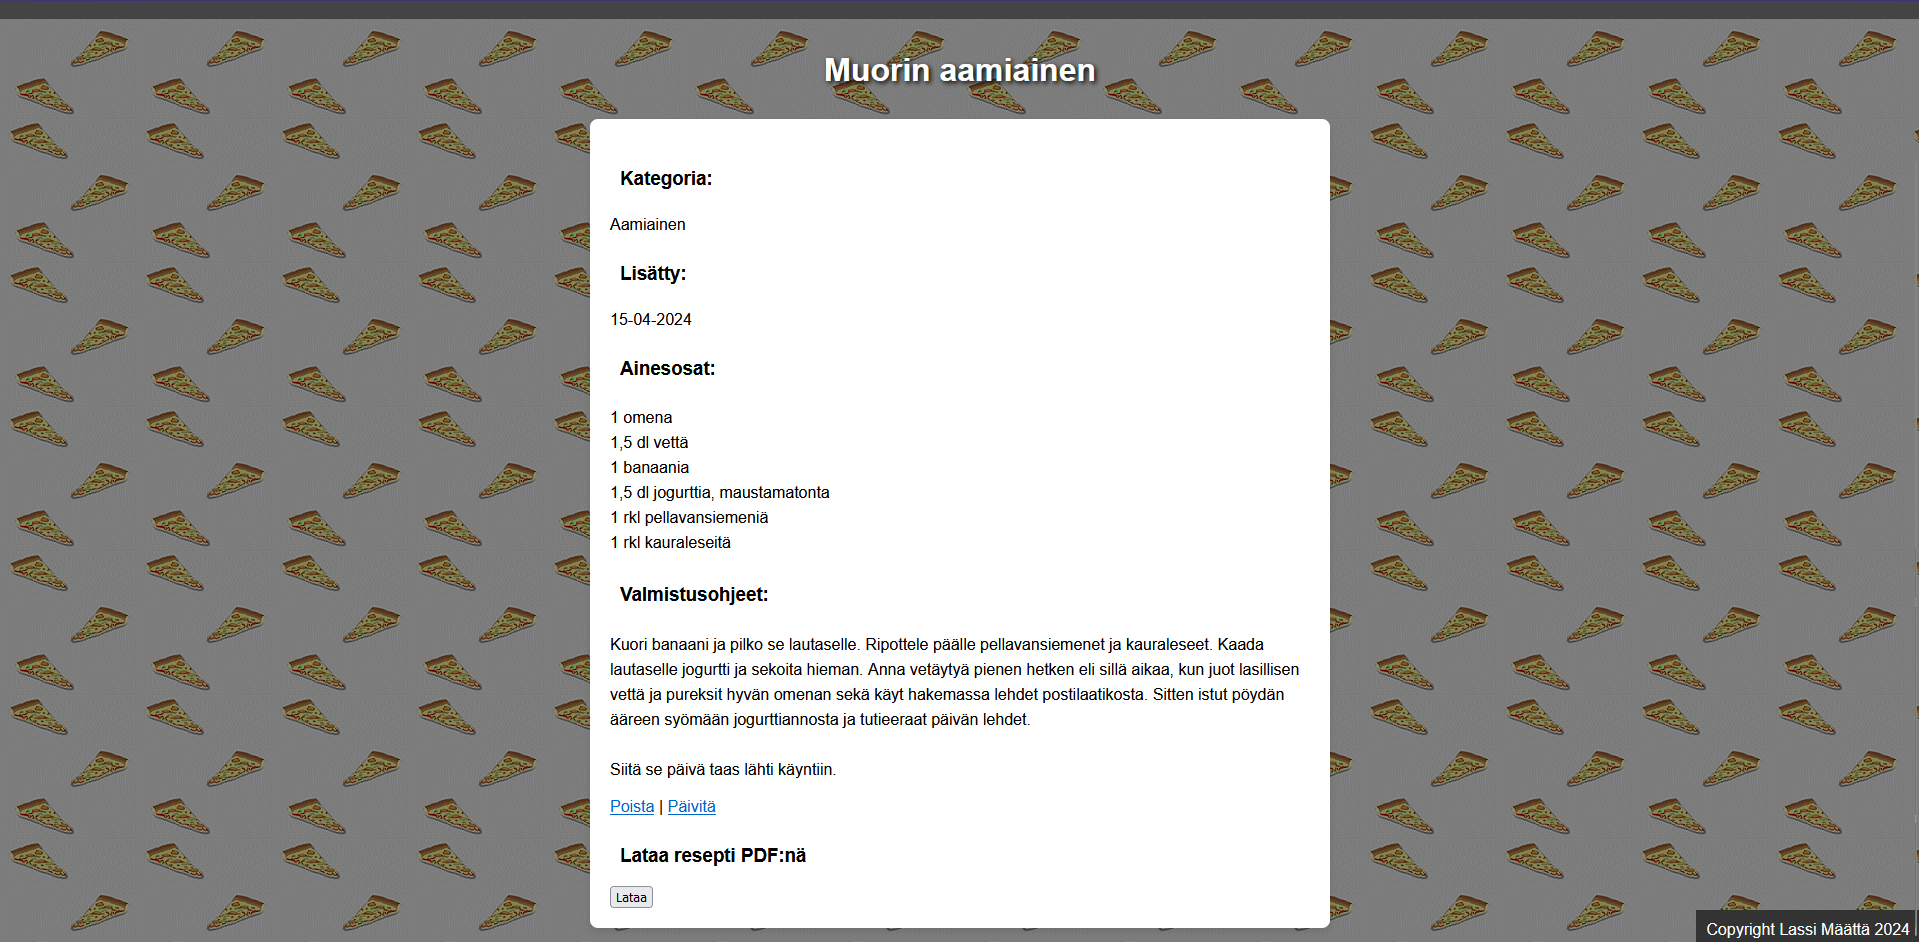 Muorin aamiainen
Kategoria:
Aamiainen
Lisätty:
15-04-2024
Ainesosat:
1 omena
1,5 dl vettä
1 banaania
1,5 dl jogurttia, maustamatonta
1 rkl pellavansiemeniä
1 rkl kauraleseitä
Valmistusohjeet:
Kuori banaani ja pilko se lautaselle. Ripottele päälle pellavansiemenet ja kauraleseet. Kaada
lautaselle jogurtti ja sekoita hieman. Anna vetäytyä pienen hetken eli sillä aikaa, kun juot lasillisen
vettä ja pureksit hyvän omenan sekä käyt hakemassa lehdet postilaatikosta. Sitten istut pöydän
ääreen syömään jogurttiannosta ja tutieeraat päivän lehdet.
Siitä se päivä taas lähti käyntiin.
Poista | Päivitä
Lataa resepti PDF:nä
Lataa
Copyright Lassi Määttä 2024